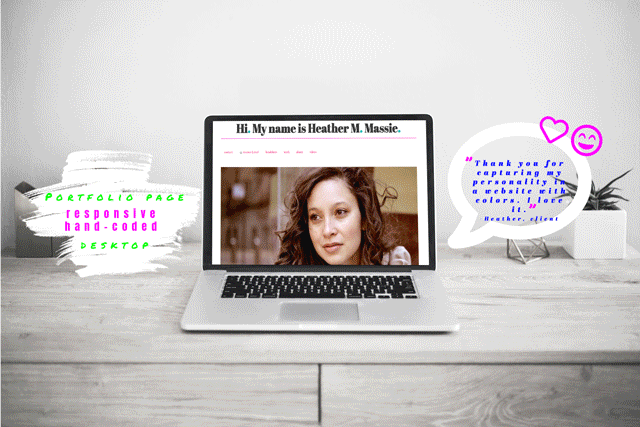 Hi. My name is Heather M. Massie.
PORTFOLIO PAGE
responsive
hand-coded
DESKTOP
"Thank you for
capturing my
personality in
a website with
colors. I love
it."
Heather, client